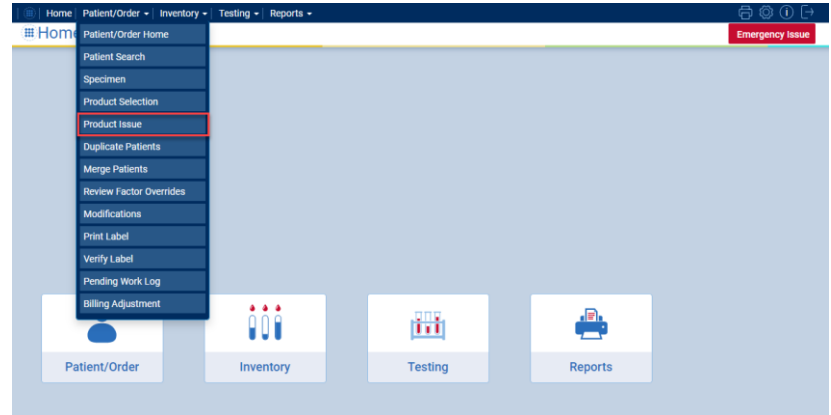 Home Patient/Order Inventory Testing Reports
Home
Emergency Issue
Patient/Order Home
Patient Search
Specimen
Product Selection
Product Issue
Duplicate Patients
Merge Patients
Review Factor Overrides
Modifications
Print Label
Verify Label
Pending Work Log
Billing Adjustment
Patient/Order Inventory Testing Reports